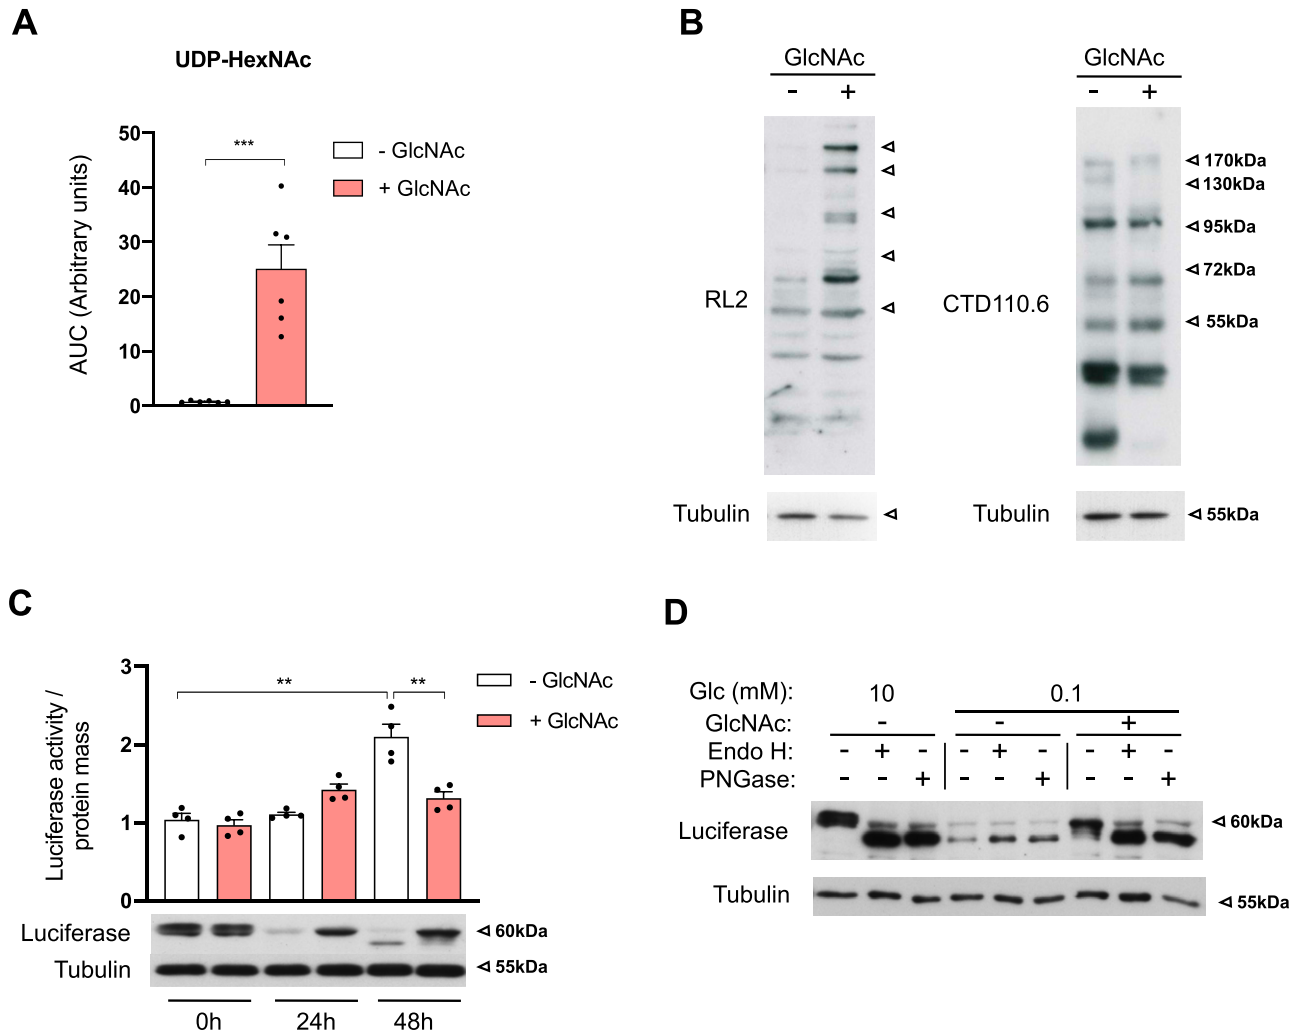 A
UDP-HexNAc
AUC (Arbitrary units)
50
40
30
20
10
0
***
- GlcNAc
+ GlcNAc
B
GlcNAc
- +
RL2
Tubulin
GlcNAc
- +
CTD110.6
170kDa
130kDa
95kDa
72kDa
55kDa
Tubulin
55kDa
C
Luciferase activity /
protein mass
3
2
1
0
**
**
- GlcNAc
+ GlcNAc
Luciferase
60kDa
Tubulin
55kDa
0h 24h 48h
D
Glc (mM): 10 0.1
GlcNAc: - - +
Endo H: - + - - + - - + -
PNGase: - - + - - + - - +
Luciferase
60kDa
Tubulin
55kDa